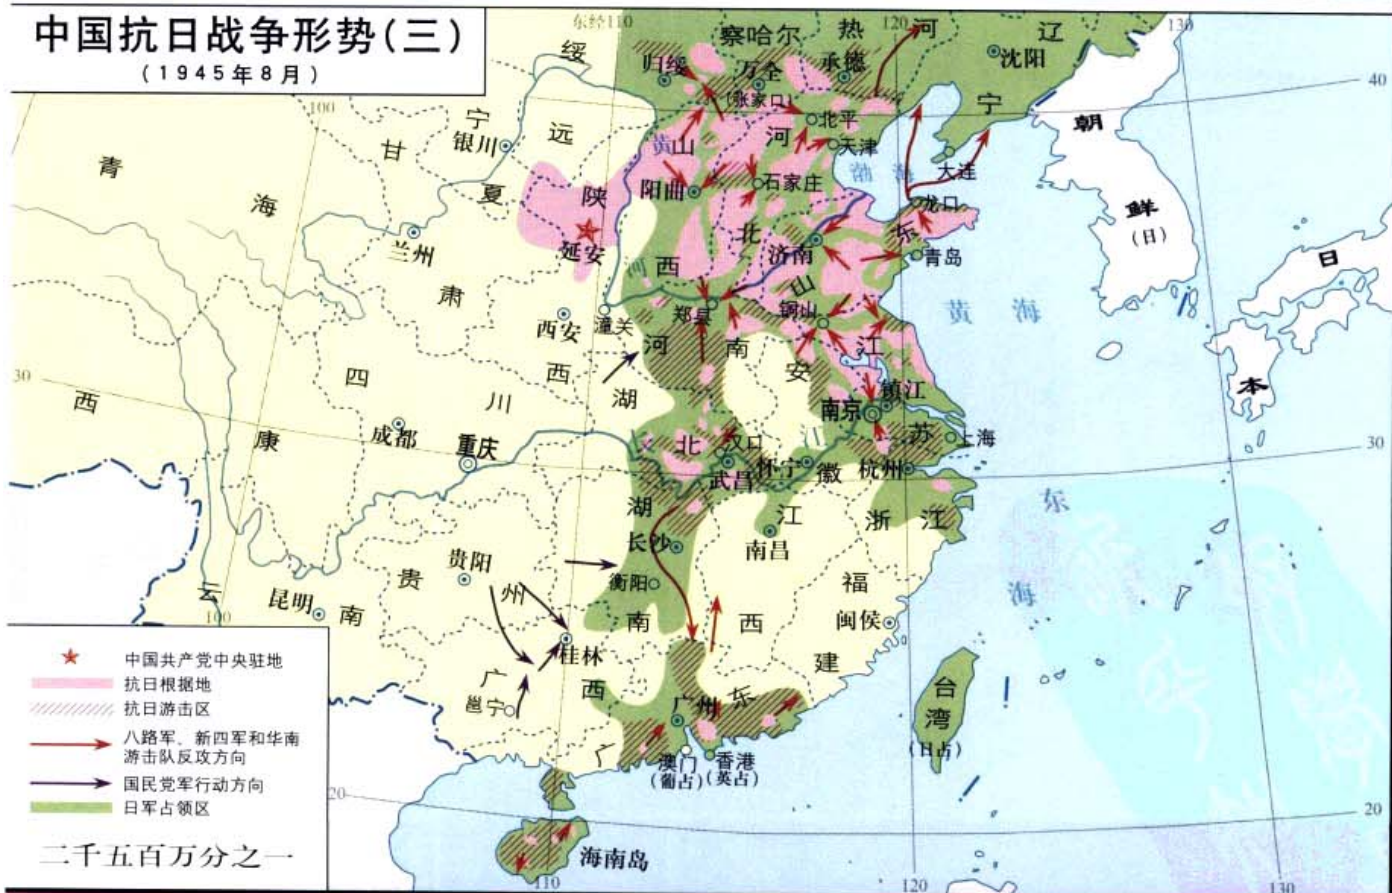 中国抗日战争形势(三)
(1945年8月)
东经110
120
130
40
绥
察哈尔
热
河
辽
归绥
万全
(张家口)
承德
沈阳
100
宁
远
北平
宁
朝
甘
银川
黄
山
河
天津
大连
渤
海
青
夏
陕
阳曲
石家庄
龙口
鲜
(日)
海
延安
北
济南
东
青岛
日
兰州
河
西
山
肃
西安
潼关
郑县
铜山
黄
海
30
河
南
江
四
西
安
本
西
川
湖
南京
镇江
康
成都
重庆
北
汉口
江
苏
上海
30
武昌
怀宁
徽
杭州
湖
江
浙
江
东
长沙
南昌
贵阳
衡阳
福
海
云
昆明
南
贵
州
南
西
闽侯
100
桂林
建
广
西
台
湾
(日占)
邕宁
广州
东
广
澳门
(葡占)
香港
(英占)
20
20
海南岛
110
120
130
中国共产党中央驻地
抗日根据地
抗日游击区
八路军、新四军和华南
游击队反攻方向
国民党军行动方向
日军占领区
二千五百万分之一